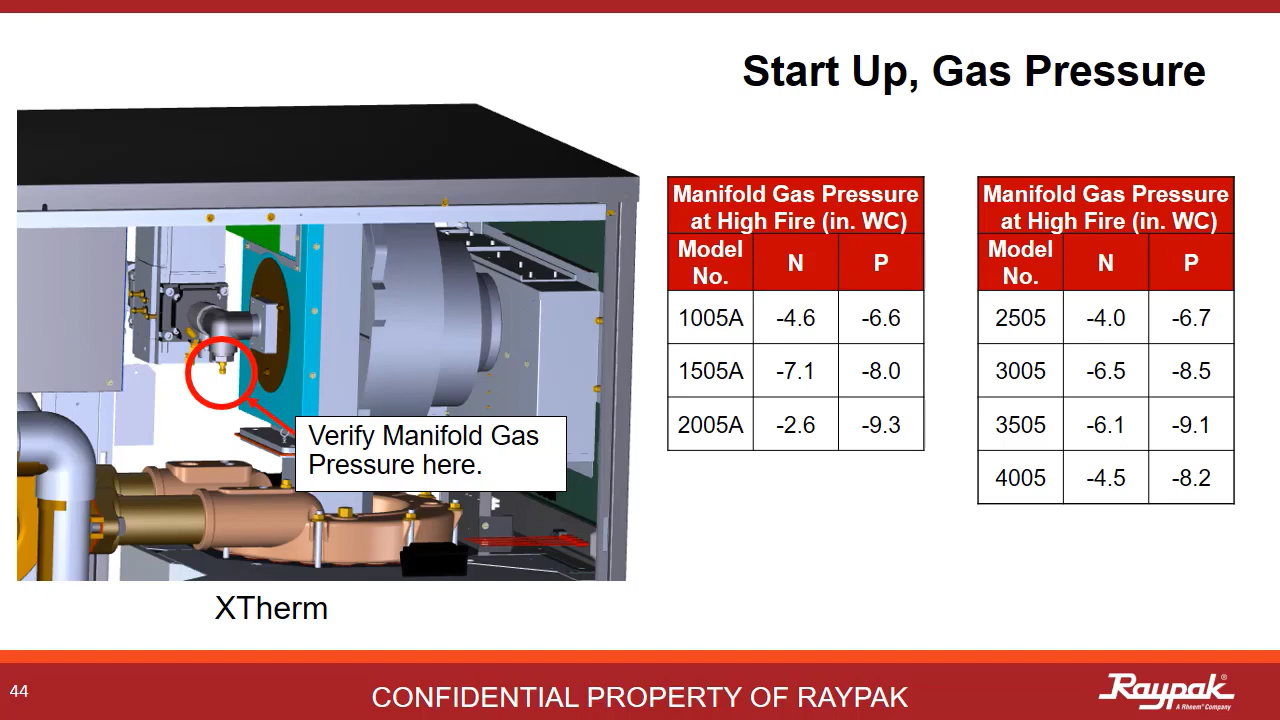 Start Up, Gas Pressure
Verify Manifold Gas
Pressure here.
XTherm
Manifold Gas Pressure
at High Fire (in. WC)
Model No. N P
1005A -4.6 -6.6
1505A -7.1 -8.0
2005A -2.6 -9.3
Manifold Gas Pressure
at High Fire (in. WC)
Model No. N P
2505 -4.0 -6.7
3005 -6.5 -8.5
3505 -6.1 -9.1
4005 -4.5 -8.2
44
CONFIDENTIAL PROPERTY OF RAYPAK
Raypak®
A Rheem® Company